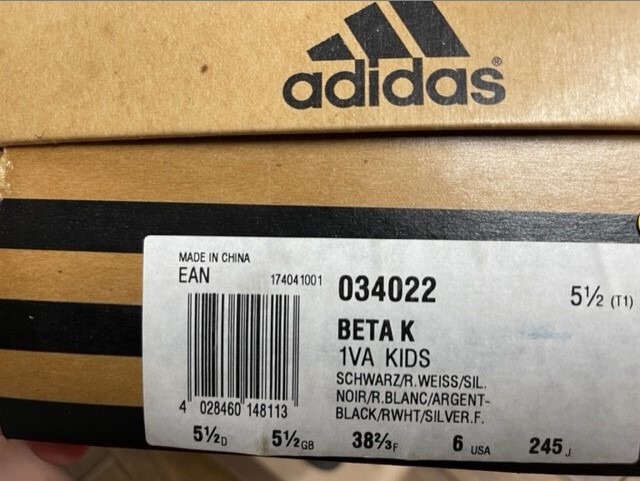 adidas®
MADE IN CHINA
EAN 174041001
034022 5½ (T1)
BETA K
1VA KIDS
SCHWARZ/R.WEISS/SIL.
NOIR/R.BLANC/ARGENT-
BLACK/RWHT/SILVER.F.
4 028460 148113
5½D 5½GB 38⅔F 6 USA 245 J